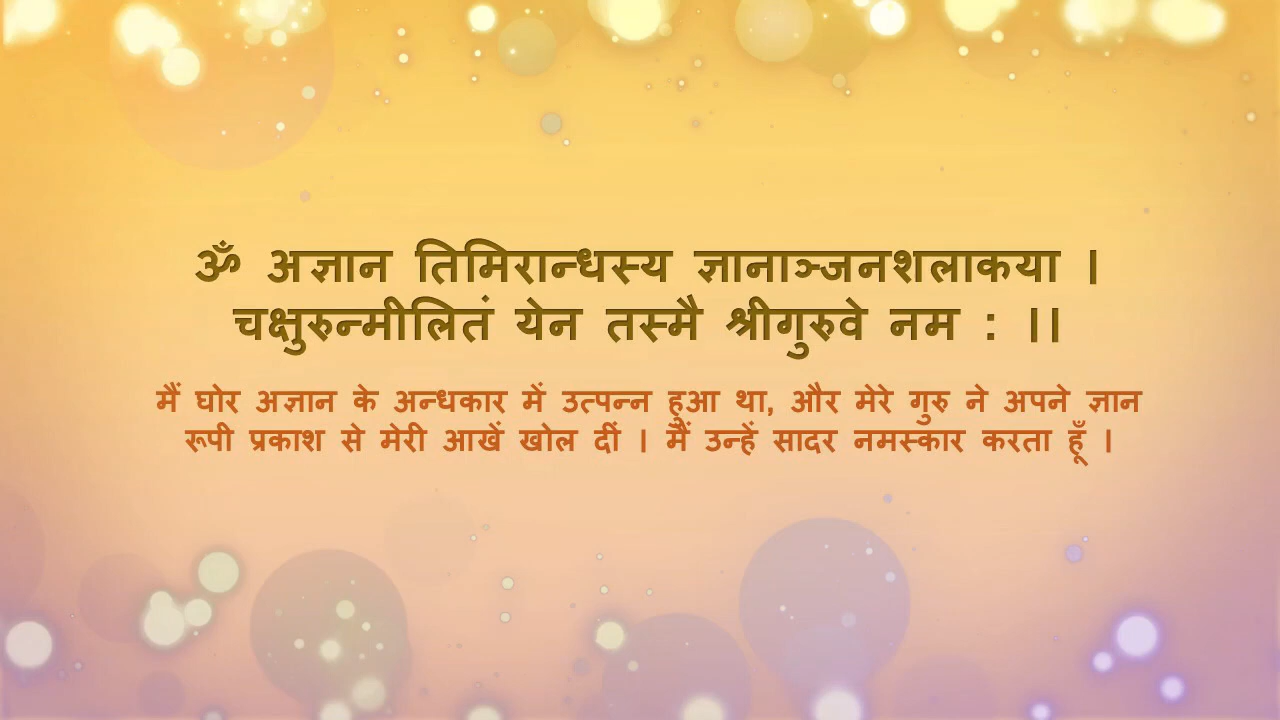 ॐ अज्ञान तिमिरान्धस्य ज्ञानाञ्जनशलाकया ।
चक्षुरुन्मीलितं येन तस्मै श्रीगुरुवे नम : ।।
मैं घोर अज्ञान के अन्धकार में उत्पन्न हुआ था, और मेरे गुरु ने अपने ज्ञान
रूपी प्रकाश से मेरी आखें खोल दीं । मैं उन्हें सादर नमस्कार करता हूँ ।